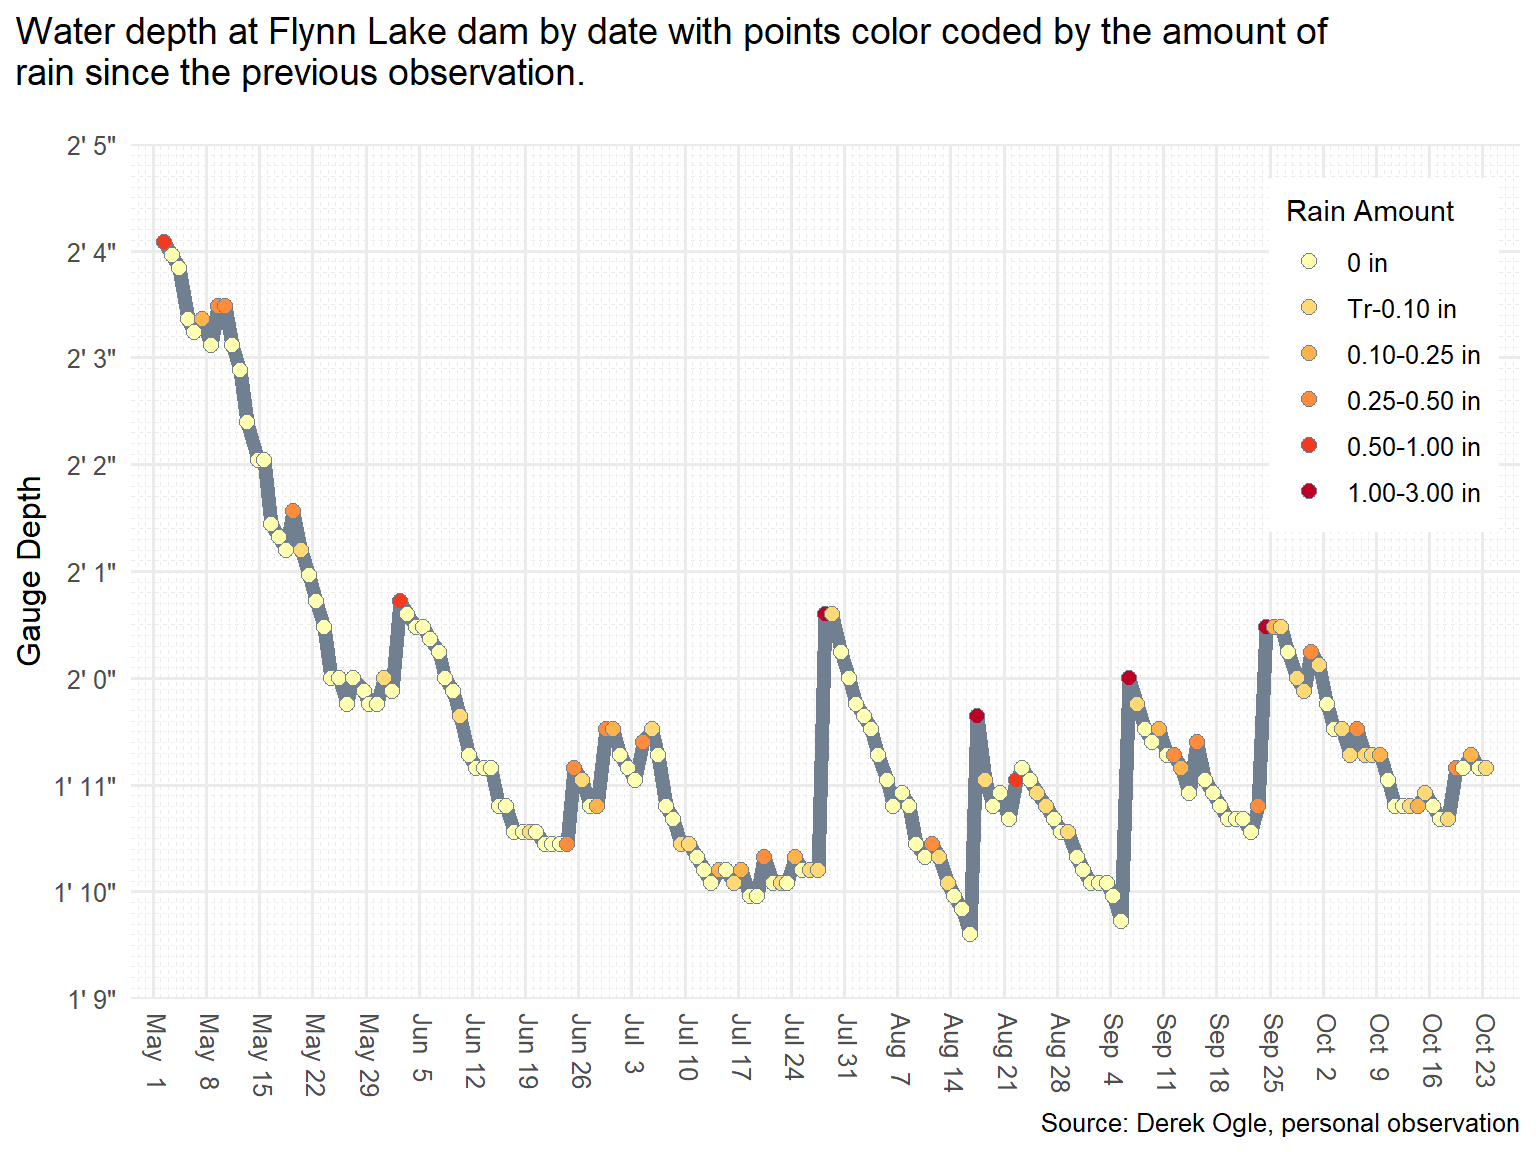 Water depth at Flynn Lake dam by date with points color coded by the amount of
rain since the previous observation.
2' 5"
2' 4"
2' 3"
2' 2"
2' 1"
2' 0"
1' 11"
1' 10"
1' 9"
Gauge Depth
Rain Amount
0 in
Tr-0.10 in
0.10-0.25 in
0.25-0.50 in
0.50-1.00 in
1.00-3.00 in
May 1
May 8
May 15
May 22
May 29
Jun 5
Jun 12
Jun 19
Jun 26
Jul 3
Jul 10
Jul 17
Jul 24
Jul 31
Aug 7
Aug 14
Aug 21
Aug 28
Sep 4
Sep 11
Sep 18
Sep 25
Oct 2
Oct 9
Oct 16
Oct 23
Source: Derek Ogle, personal observation